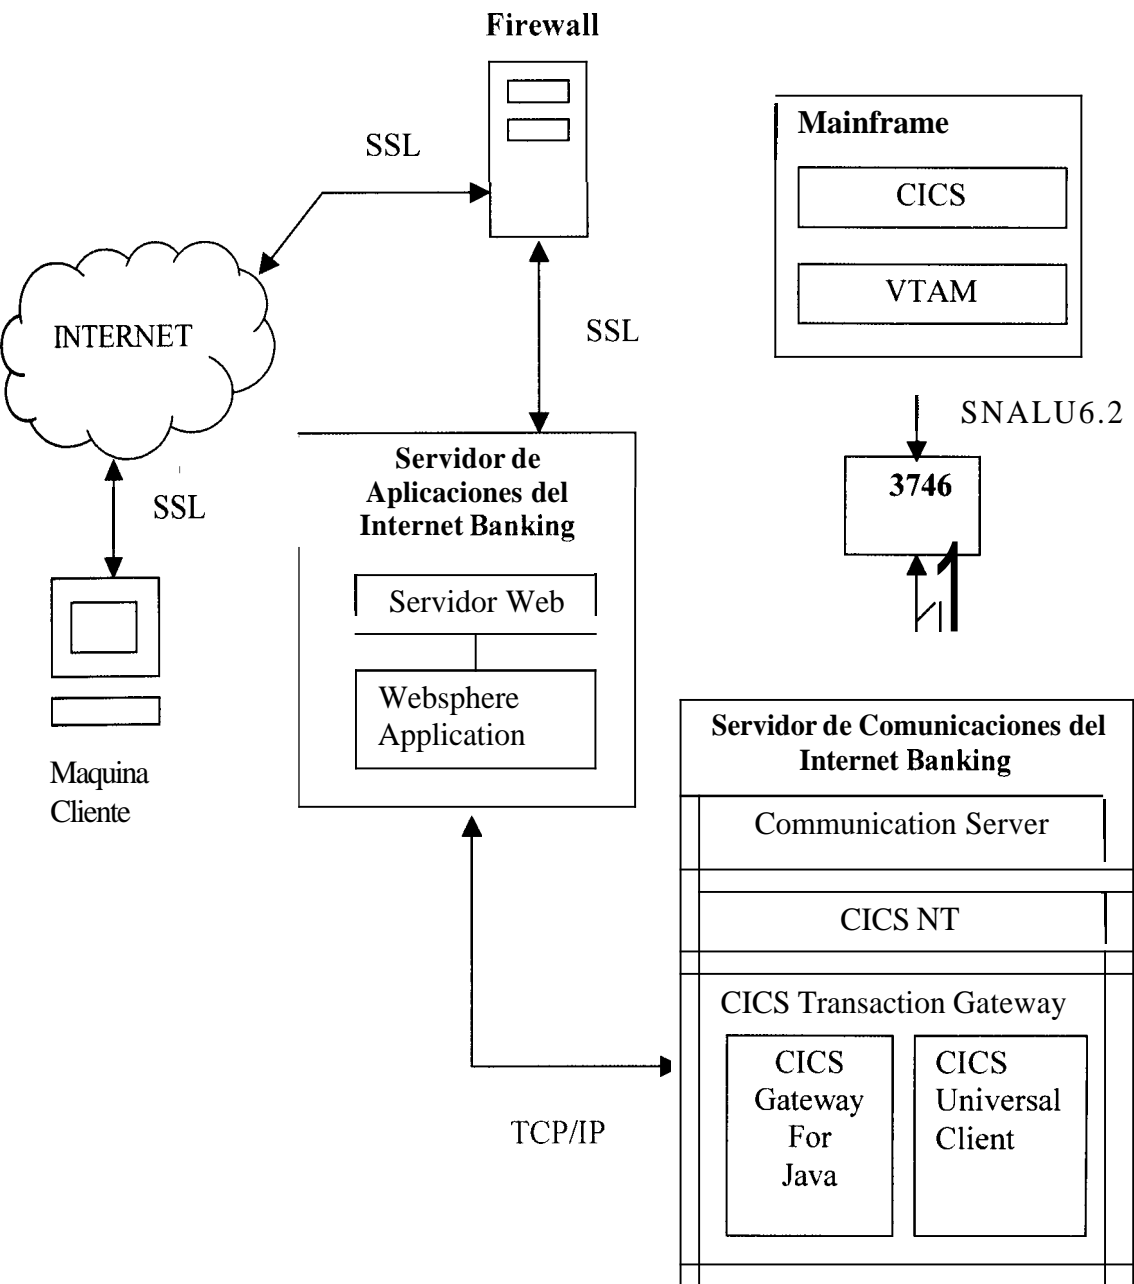 Firewall
SSL
Mainframe
CICS
VTAM
INTERNET
SSL
SNALU6.2
SSL
Servidor de
Aplicaciones del
Internet Banking
3746
Servidor Web
Websphere
Application
Maquina
Cliente
Servidor de Comunicaciones del
Internet Banking
Communication Server
CICS NT
CICS Transaction Gateway
CICS
Gateway
For
Java
CICS
Universal
Client
TCP/IP